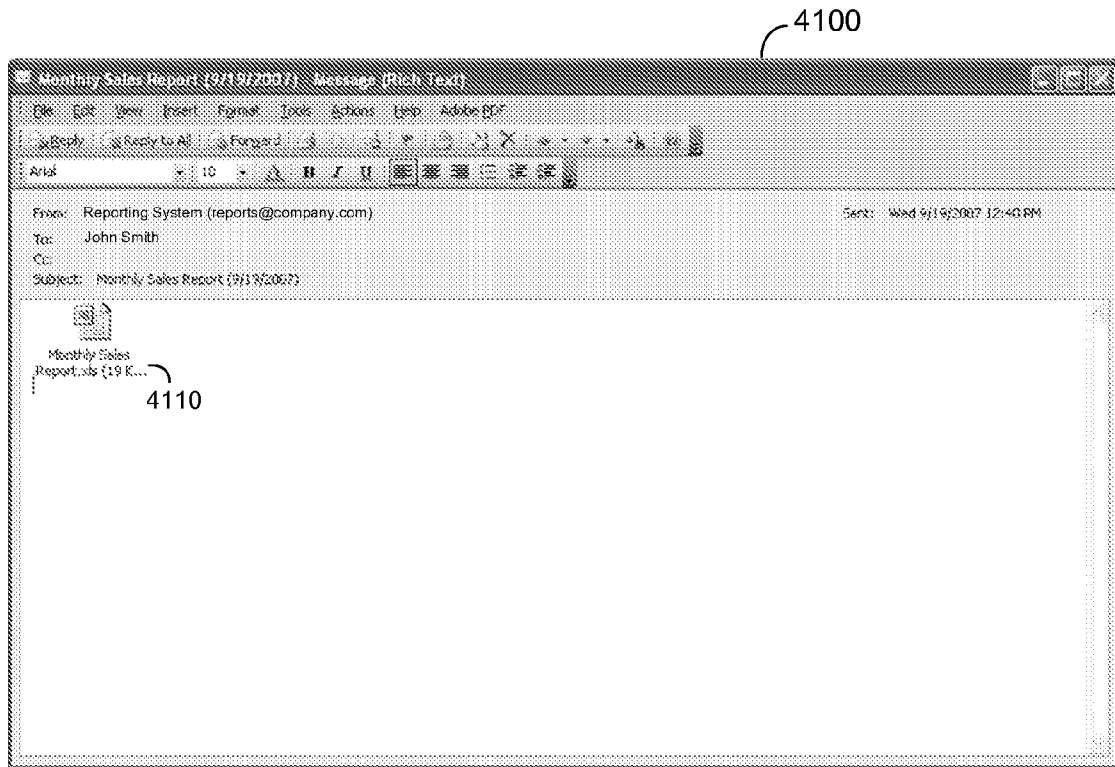 4100
Monthly Sales Report (9/19/2007) - Message (Rich Text)
File Edit View Insert Format Tools Actions Help Adobe PDF
Reply Reply to All Forward
Arial 10 A B I U
From: Reporting System (reports@company.com) Sent: Wed 9/19/2007 12:40 PM
To: John Smith
Cc:
Subject: Monthly Sales Report (9/19/2007)
Monthly Sales
Report.xls (19 K...
4110